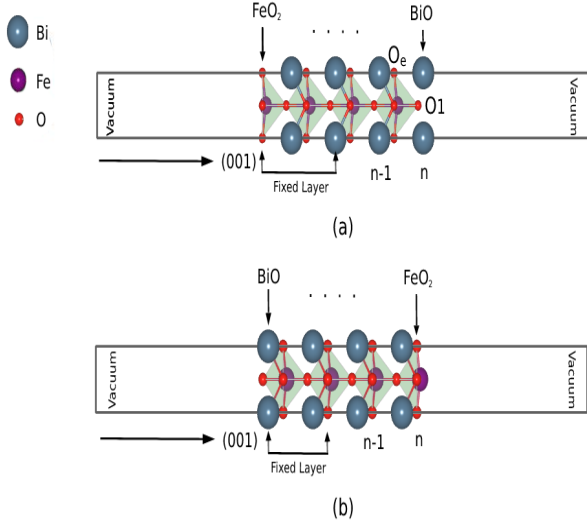 Bi
Fe
O
FeO₂
. . . .
BiO
Oₑ
O1
Vacuum
Vacuum
(001)
Fixed Layer
n-1
n
(a)
BiO
. . . .
FeO₂
Vacuum
Vacuum
(001)
Fixed Layer
n-1
n
(b)